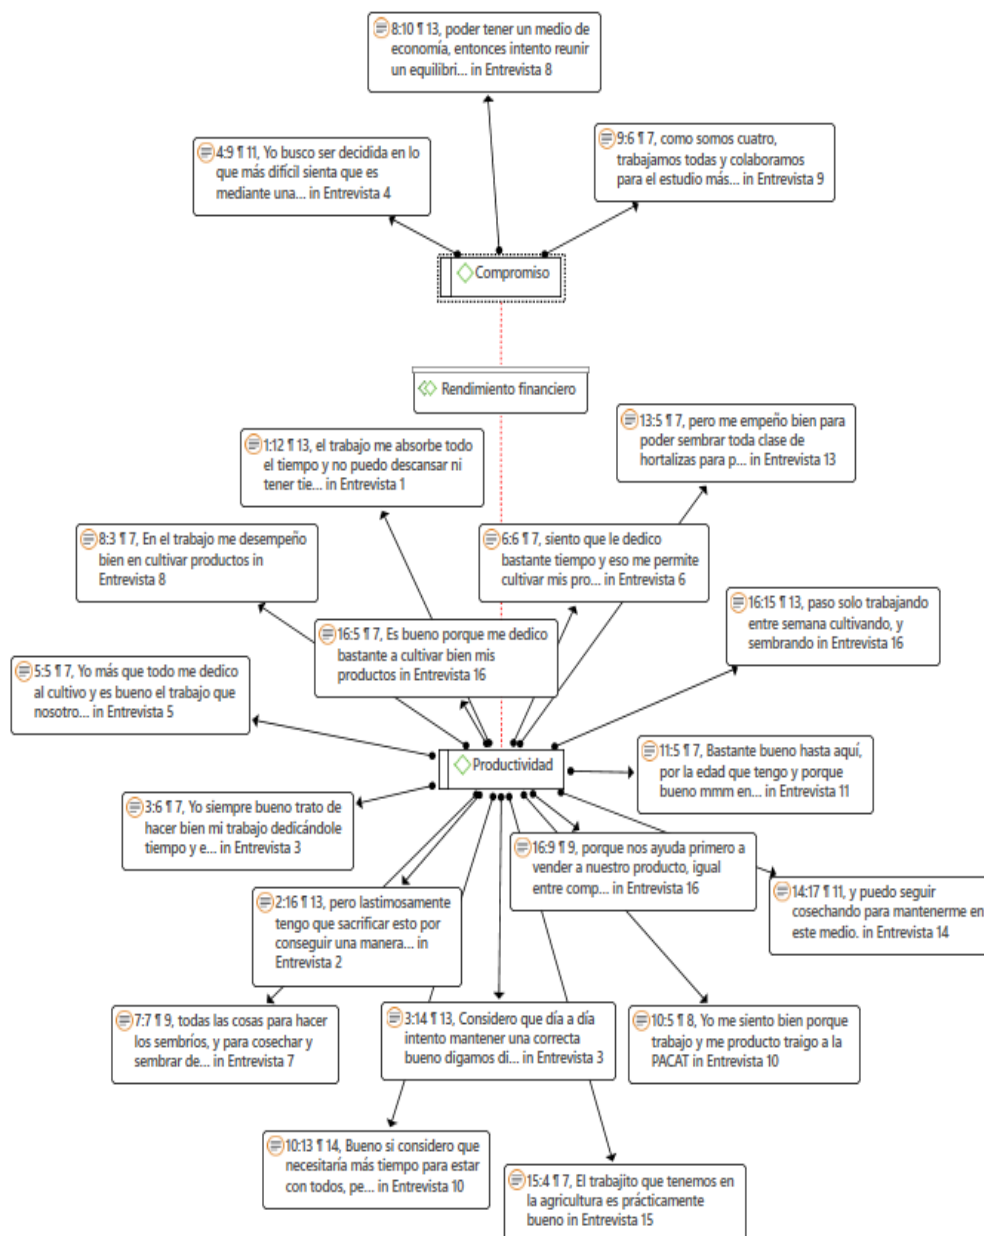 8:10 ¶ 13, poder tener un medio de
economía, entonces intento reunir
un equilibri... in Entrevista 8
4:9 ¶ 11, Yo busco ser decidida en lo
que más difícil sienta que es
mediante una... in Entrevista 4
9:6 ¶ 7, como somos cuatro,
trabajamos todas y colaboramos
para el estudio más... in Entrevista 9
Compromiso
Rendimiento financiero
13:5 ¶ 7, pero me empeño bien para
poder sembrar toda clase de
hortalizas para p... in Entrevista 13
1:12 ¶ 13, el trabajo me absorbe todo
el tiempo y no puedo descansar ni
tener tie... in Entrevista 1
8:3 ¶ 7, En el trabajo me desempeño
bien en cultivar productos in
Entrevista 8
6:6 ¶ 7, siento que le dedico
bastante tiempo y eso me permite
cultivar mis pro... in Entrevista 6
16:15 ¶ 13, paso solo trabajando
entre semana cultivando, y
sembrando in Entrevista 16
16:5 ¶ 7, Es bueno porque me dedico
bastante a cultivar bien mis
productos in Entrevista 16
5:5 ¶ 7, Yo más que todo me dedico
al cultivo y es bueno el trabajo que
nosotro... in Entrevista 5
Productividad
11:5 ¶ 7, Bastante bueno hasta aquí,
por la edad que tengo y porque
bueno mmm en... in Entrevista 11
3:6 ¶ 7, Yo siempre bueno trato de
hacer bien mi trabajo dedicándole
tiempo y e... in Entrevista 3
16:9 ¶ 9, porque nos ayuda primero a
vender a nuestro producto, igual
entre comp... in Entrevista 16
14:17 ¶ 11, y puedo seguir
cosechando para mantenerme en
este medio. in Entrevista 14
2:16 ¶ 13, pero lastimosamente
tengo que sacrificar esto por
conseguir una manera... in
Entrevista 2
7:7 ¶ 9, todas las cosas para hacer
los sembríos, y para cosechar y
sembrar de... in Entrevista 7
3:14 ¶ 13, Considero que día a día
intento mantener una correcta
bueno digamos di... in Entrevista 3
10:5 ¶ 8, Yo me siento bien porque
trabajo y me producto traigo a la
PACAT in Entrevista 10
10:13 ¶ 14, Bueno si considero que
necesitaría más tiempo para estar
con todos, pe... in Entrevista 10
15:4 ¶ 7, El trabajito que tenemos en
la agricultura es prácticamente
bueno in Entrevista 15